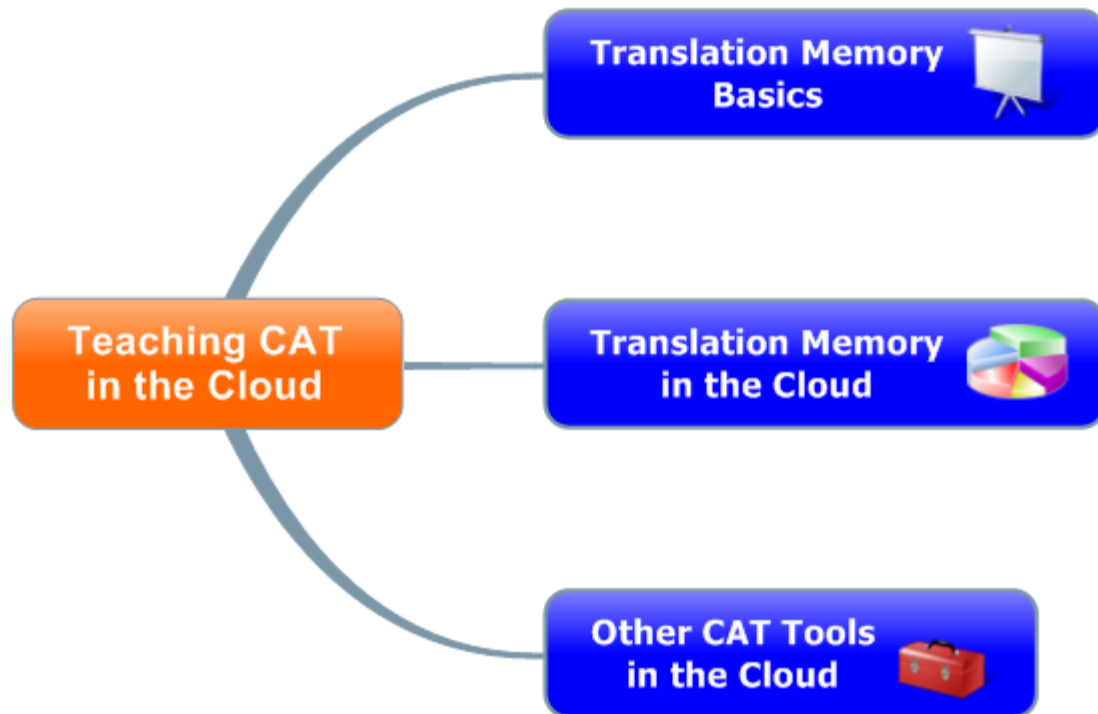 Translation Memory
Basics
Teaching CAT
in the Cloud
Translation Memory
in the Cloud
Other CAT Tools
in the Cloud